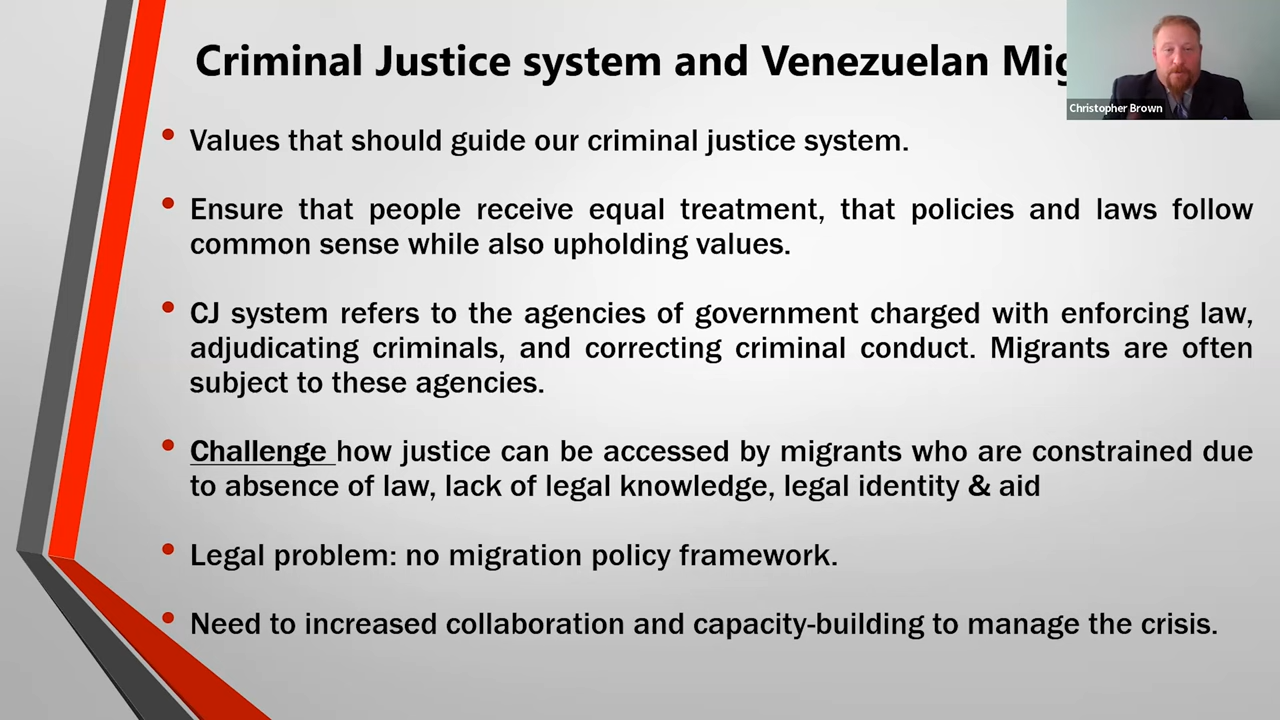 Criminal Justice system and Venezuelan
Christopher Brown
Values that should guide our criminal justice system.
Ensure that people receive equal treatment, that policies and laws follow
common sense while also upholding values.
CJ system refers to the agencies of government charged with enforcing law,
adjudicating criminals, and correcting criminal conduct. Migrants are often
subject to these agencies.
Challenge how justice can be accessed by migrants who are constrained due
to absence of law, lack of legal knowledge, legal identity & aid
Legal problem: no migration policy framework.
Need to increased collaboration and capacity-building to manage the crisis.